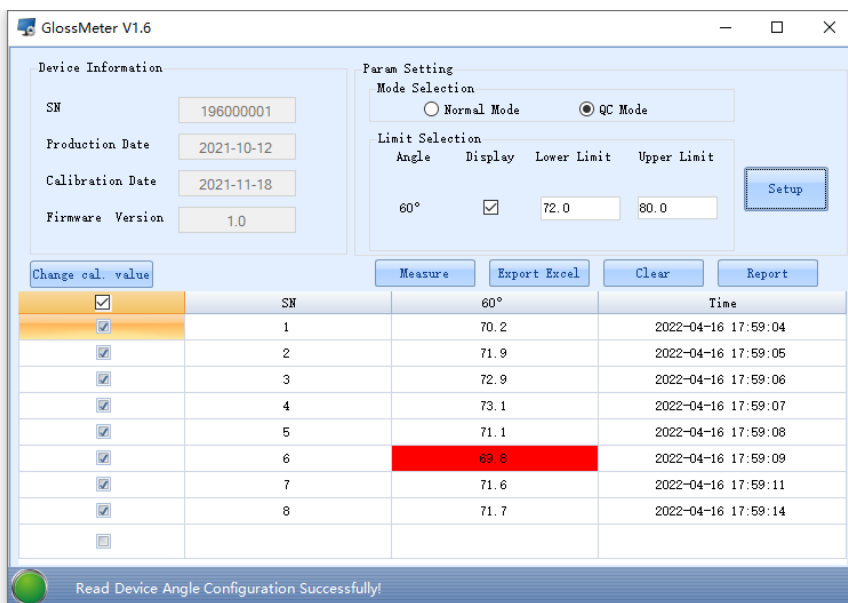 GlossMeter V1.6
Device Information
SN 196000001
Production Date 2021-10-12
Calibration Date 2021-11-18
Firmware Version 1.0
Param Setting
Mode Selection
Normal Mode QC Mode
Limit Selection
Angle Display Lower Limit Upper Limit
60° 72.0 80.0
Setup
Change cal. value Measure Export Excel Clear Report
SN 60° Time
1 70.2 2022-04-16 17:59:04
2 71.9 2022-04-16 17:59:05
3 72.9 2022-04-16 17:59:06
4 73.1 2022-04-16 17:59:07
5 71.1 2022-04-16 17:59:08
6 69.8 2022-04-16 17:59:09
7 71.6 2022-04-16 17:59:11
8 71.7 2022-04-16 17:59:14
Read Device Angle Configuration Successfully!